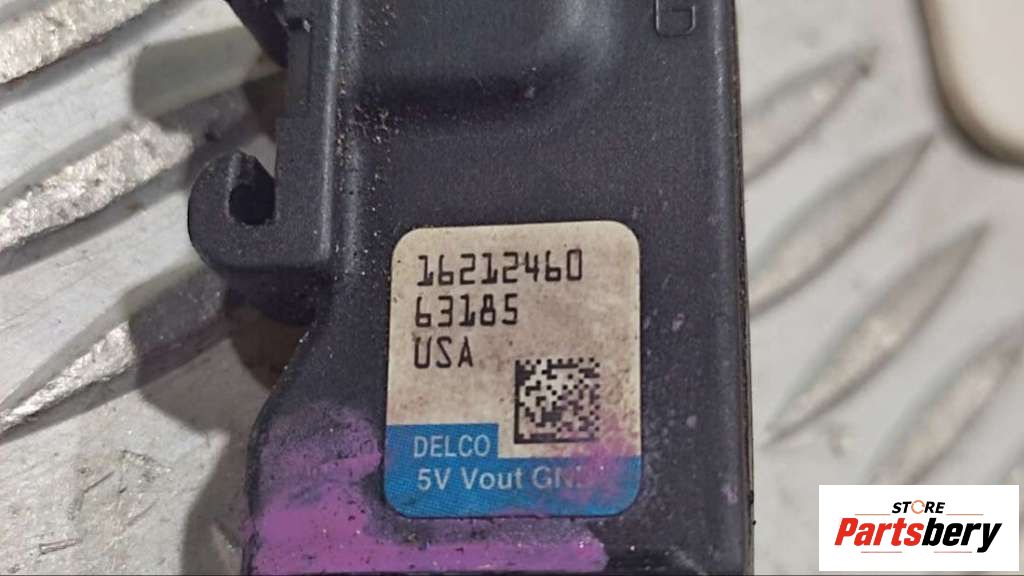 16212460
63185
USA
DELCO
5V Vout
STORE
Partsbery